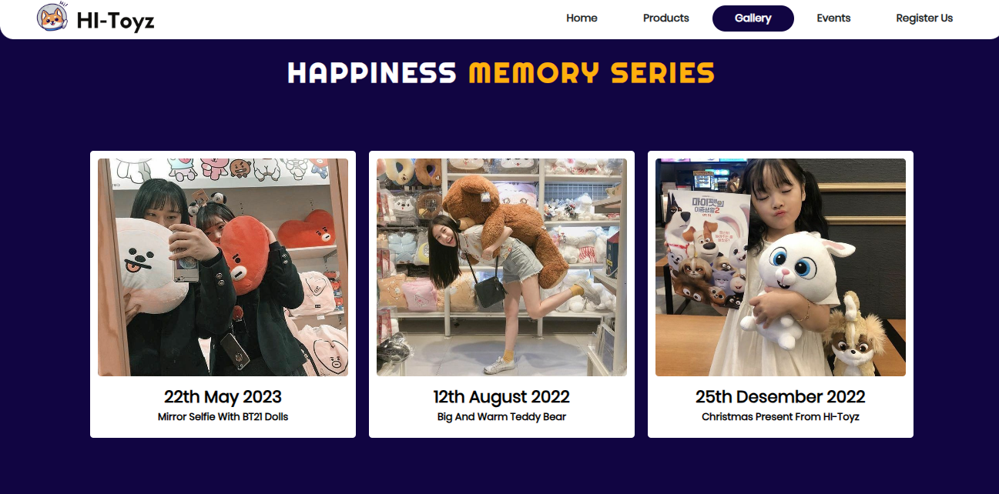 Hi!
HI-Toyz
Home Products Gallery Events Register Us
HAPPINESS MEMORY SERIES
마이펫의
이중생활2
22th May 2023
Mirror Selfie With BT21 Dolls
12th August 2022
Big And Warm Teddy Bear
25th Desember 2022
Christmas Present From HI-Toyz